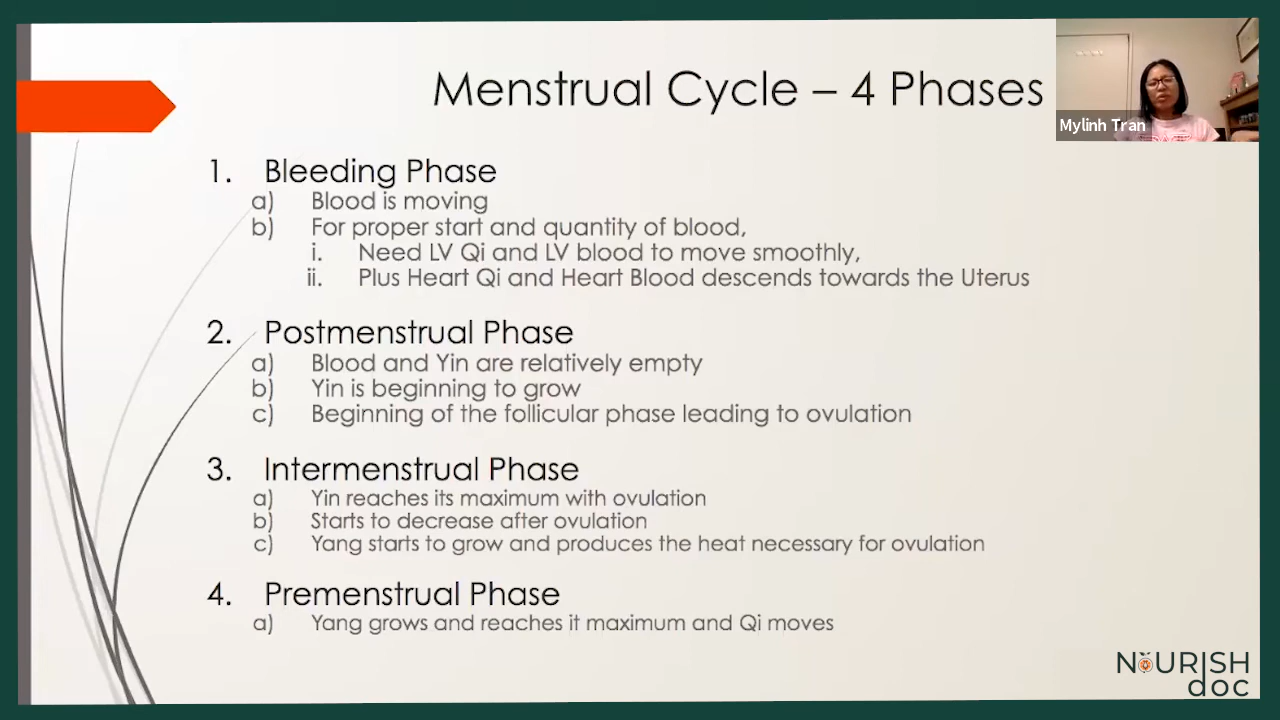 Menstrual Cycle – 4 Phases
Mylinh Tran
1. Bleeding Phase
a) Blood is moving
b) For proper start and quantity of blood,
i. Need LV Qi and LV blood to move smoothly,
ii. Plus Heart Qi and Heart Blood descends towards the Uterus
2. Postmenstrual Phase
a) Blood and Yin are relatively empty
b) Yin is beginning to grow
c) Beginning of the follicular phase leading to ovulation
3. Intermenstrual Phase
a) Yin reaches its maximum with ovulation
b) Starts to decrease after ovulation
c) Yang starts to grow and produces the heat necessary for ovulation
4. Premenstrual Phase
a) Yang grows and reaches it maximum and Qi moves
NOURISH
doc